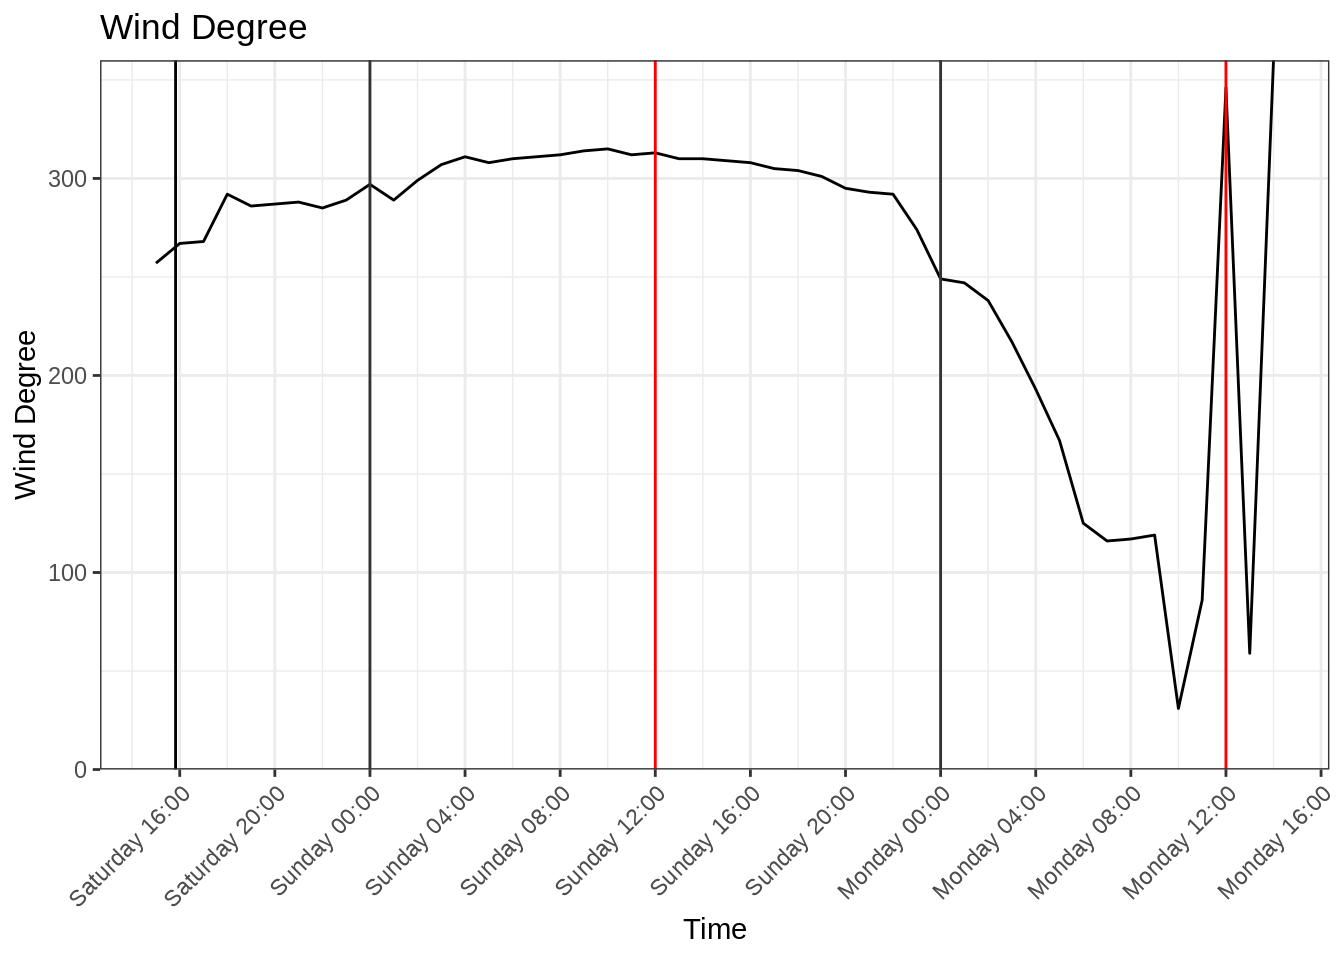 Wind Degree
Wind Degree
300
200
100
0
Saturday 16:00
Saturday 20:00
Sunday 00:00
Sunday 04:00
Sunday 08:00
Sunday 12:00
Sunday 16:00
Sunday 20:00
Monday 00:00
Monday 04:00
Monday 08:00
Monday 12:00
Monday 16:00
Time